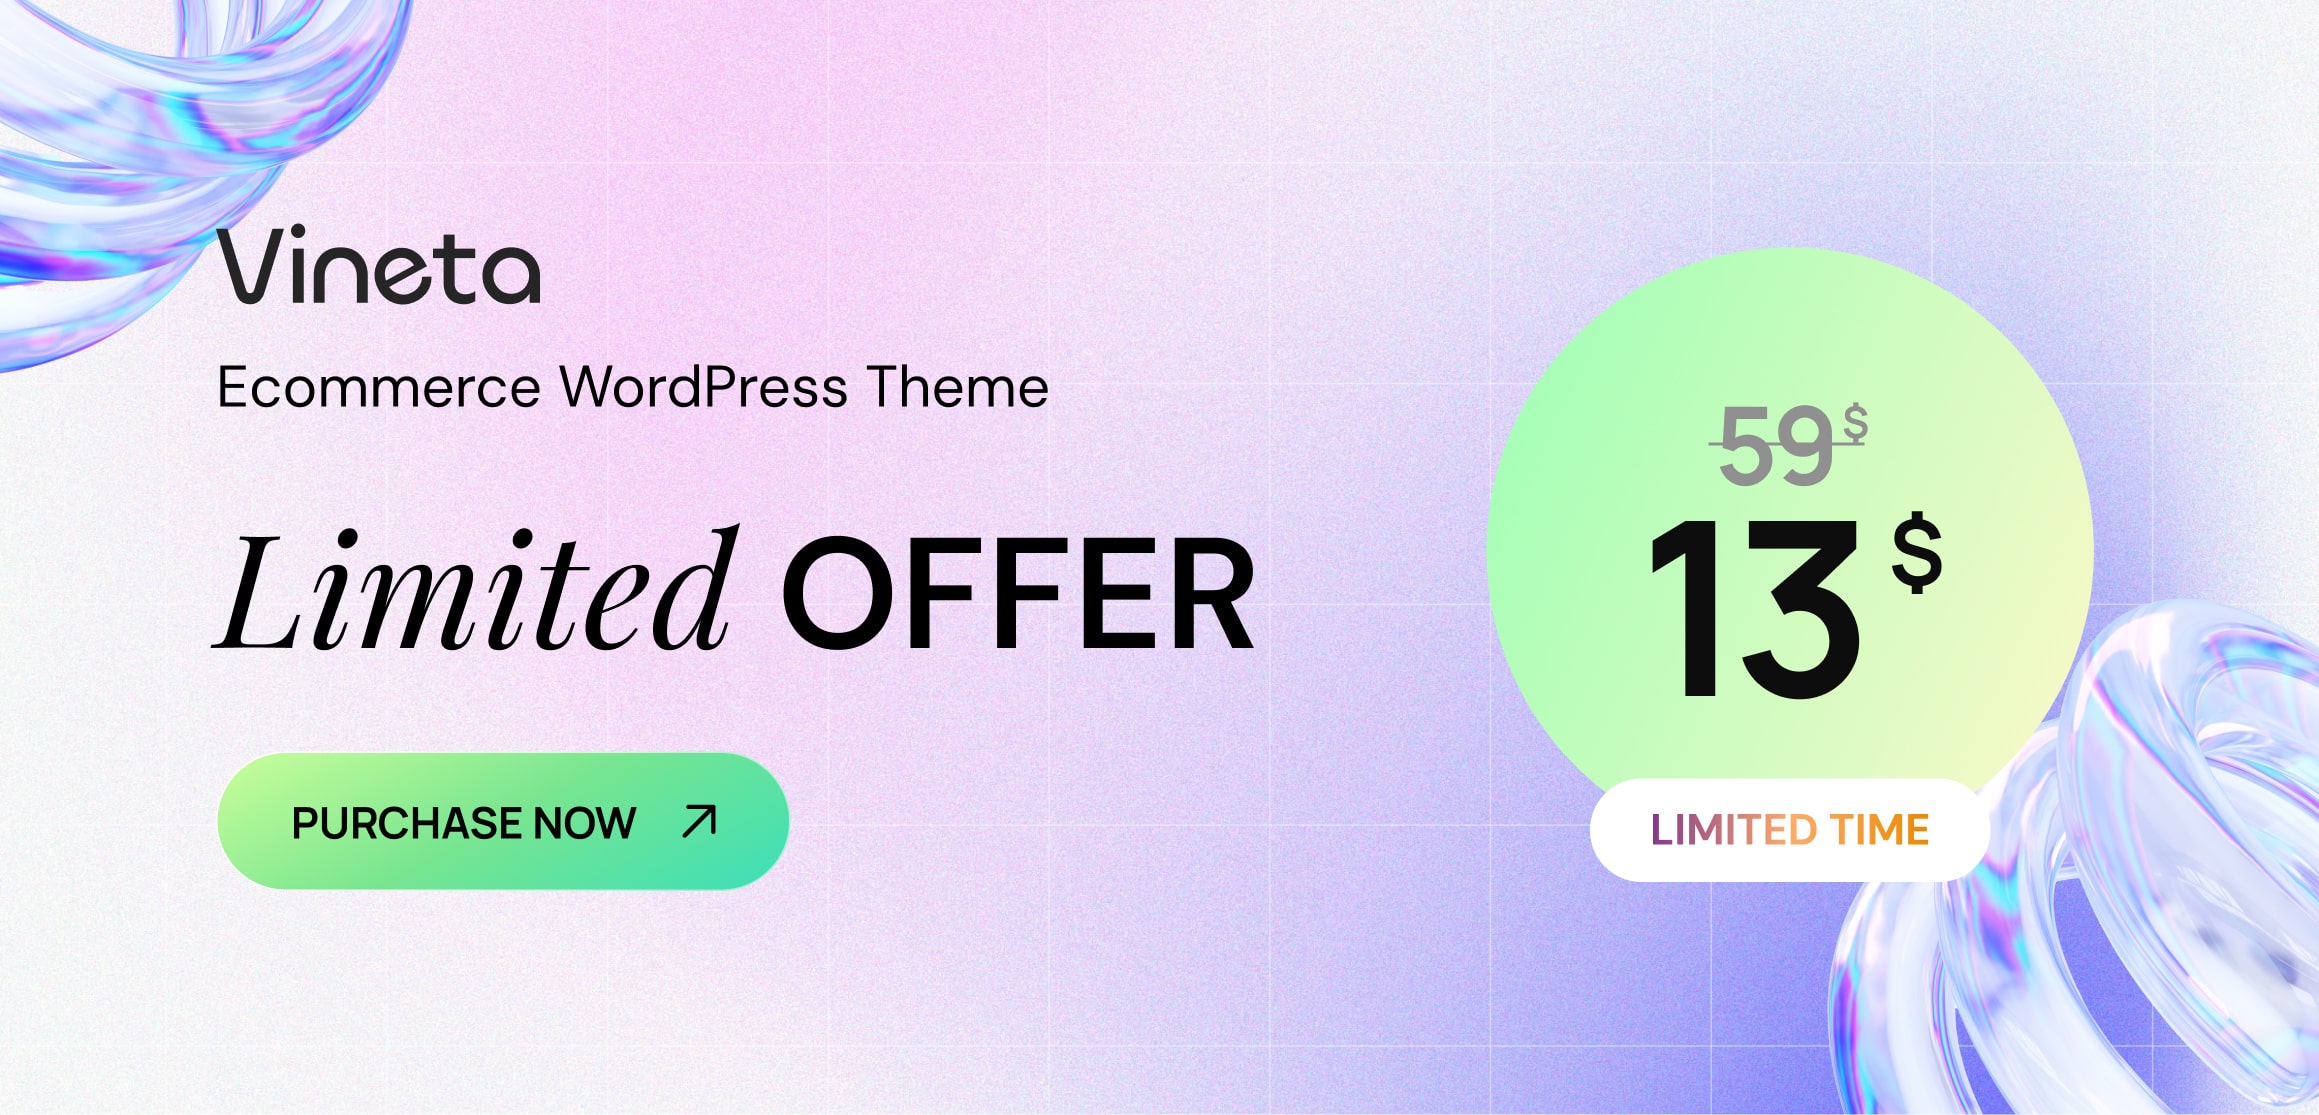 Vineta
Ecommerce WordPress Theme
Limited OFFER
PURCHASE NOW
59$
13$
LIMITED TIME